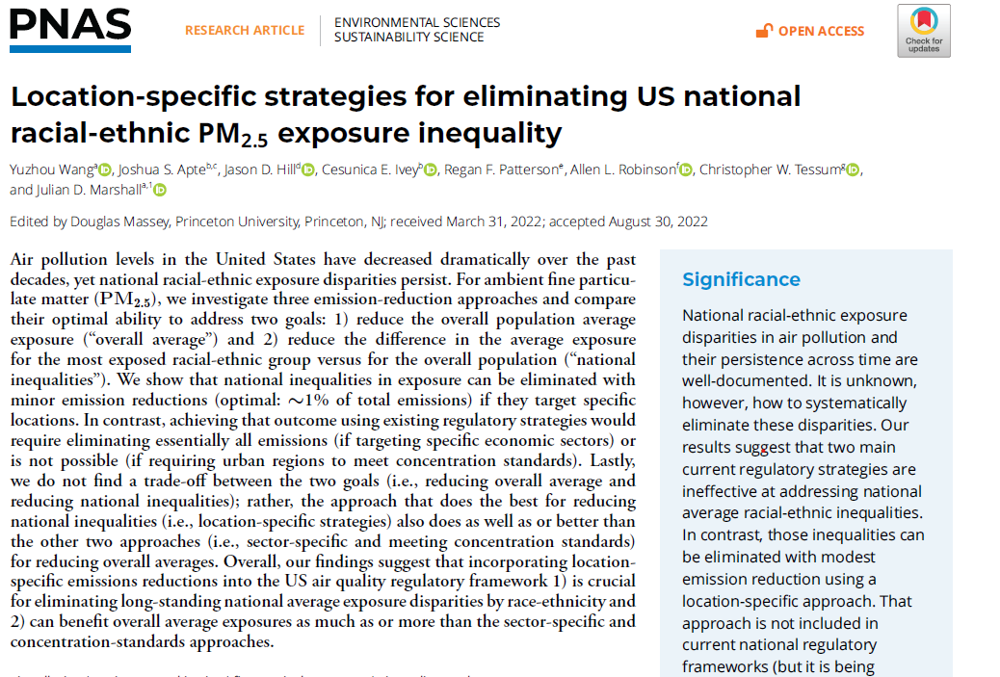 PNAS
RESEARCH ARTICLE
ENVIRONMENTAL SCIENCES
SUSTAINABILITY SCIENCE
OPEN ACCESS
Check for
updates
Location-specific strategies for eliminating US national
racial-ethnic PM2.5 exposure inequality
Yuzhou Wangᵃ, Joshua S. Apteᵇ,ᶜ, Jason D. Hillᵈ, Cesunica E. Iveyᵇ, Regan F. Pattersonᵉ, Allen L. Robinsonᶠ, Christopher W. Tessumᵍ,
and Julian D. Marshallᵃ,¹
Edited by Douglas Massey, Princeton University, Princeton, NJ; received March 31, 2022; accepted August 30, 2022
Air pollution levels in the United States have decreased dramatically over the past
decades, yet national racial-ethnic exposure disparities persist. For ambient fine particu-
late matter (PM2.5), we investigate three emission-reduction approaches and compare
their optimal ability to address two goals: 1) reduce the overall population average
exposure (“overall average”) and 2) reduce the difference in the average exposure
for the most exposed racial-ethnic group versus for the overall population (“national
inequalities”). We show that national inequalities in exposure can be eliminated with
minor emission reductions (optimal: ~1% of total emissions) if they target specific
locations. In contrast, achieving that outcome using existing regulatory strategies would
require eliminating essentially all emissions (if targeting specific economic sectors) or
is not possible (if requiring urban regions to meet concentration standards). Lastly,
we do not find a trade-off between the two goals (i.e., reducing overall average and
reducing national inequalities); rather, the approach that does the best for reducing
national inequalities (i.e., location-specific strategies) also does as well as or better than
the other two approaches (i.e., sector-specific and meeting concentration standards)
for reducing overall averages. Overall, our findings suggest that incorporating location-
specific emissions reductions into the US air quality regulatory framework 1) is crucial
for eliminating long-standing national average exposure disparities by race-ethnicity and
2) can benefit overall average exposures as much as or more than the sector-specific and
concentration-standards approaches.
Significance
National racial-ethnic exposure
disparities in air pollution and
their persistence across time are
well-documented. It is unknown,
however, how to systematically
eliminate these disparities. Our
results suggest that two main
current regulatory strategies are
ineffective at addressing national
average racial-ethnic inequalities.
In contrast, those inequalities can
be eliminated with modest
emission reduction using a
location-specific approach. That
approach is not included in
current national regulatory
frameworks (but it is being